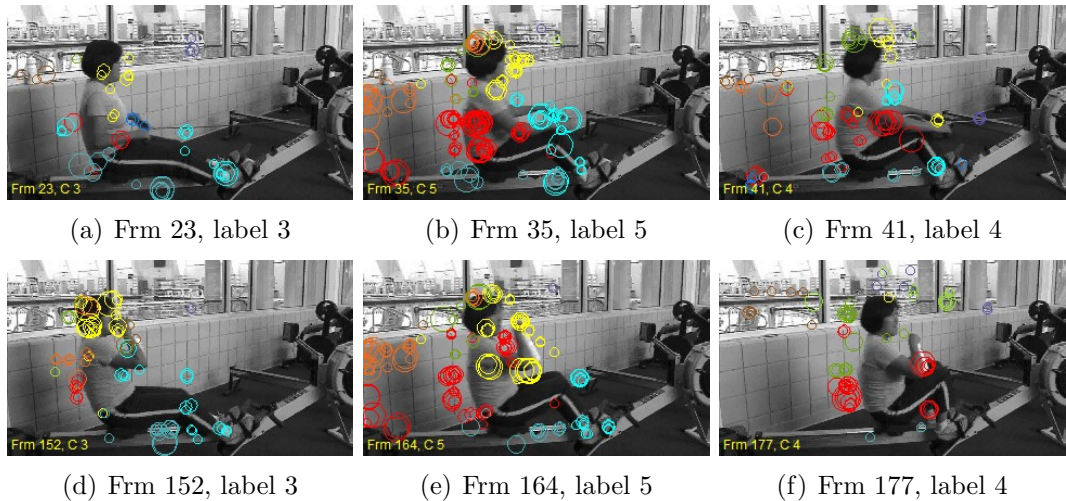 Frm 23, C 3
Frm 35, C 5
Frm 41, C 4
(a) Frm 23, label 3
(b) Frm 35, label 5
(c) Frm 41, label 4
Frm 152, C 3
Frm 164, C 5
Frm 177, C 4
(d) Frm 152, label 3
(e) Frm 164, label 5
(f) Frm 177, label 4